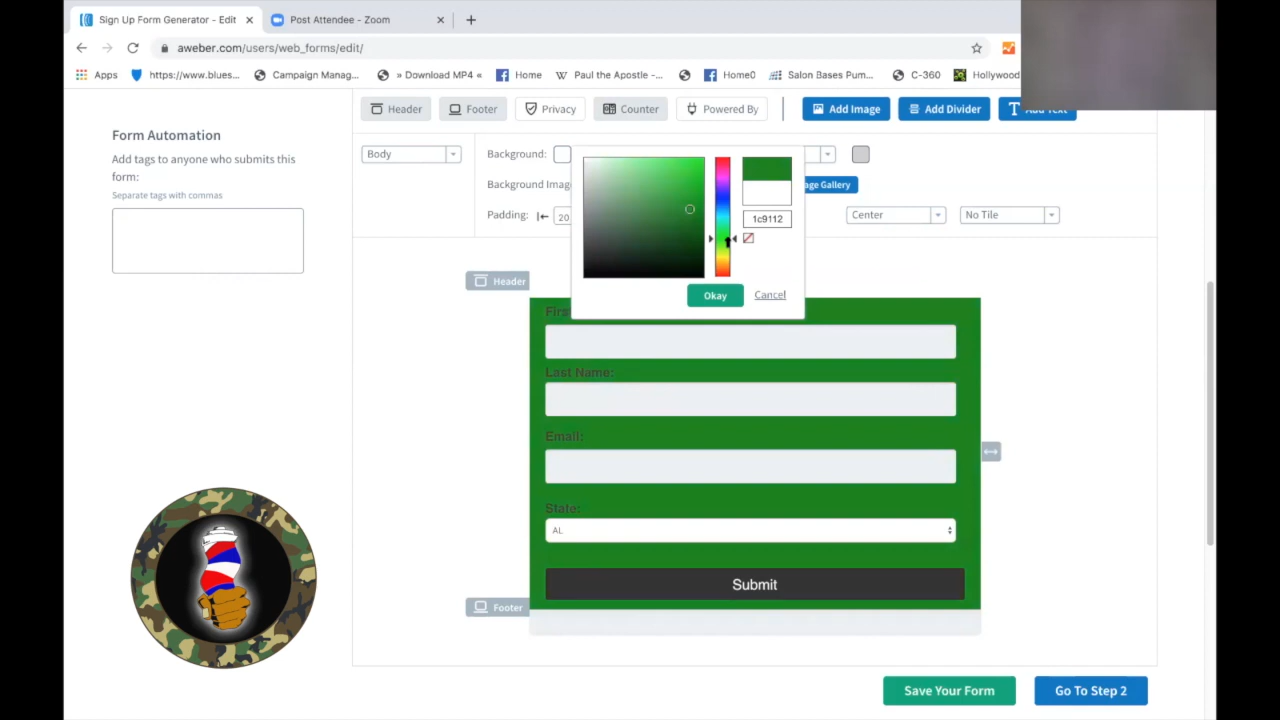 Sign Up Form Generator - Edit
Post Attendee - Zoom
aweber.com/users/web_forms/edit/
Apps
https://www.blues...
Campaign Manag...
» Download MP4 «
Home
Paul the Apostle -...
Home0
Salon Bases Pum...
C-360
Hollywood
Header
Footer
Privacy
Counter
Powered By
Add Image
Add Divider
Form Automation
Add tags to anyone who submits this
form:
Separate tags with commas
Body
Background:
Background Imag
age Gallery
Padding:
20
Center
No Tile
1c9112
Okay
Cancel
Header
Firs
Last Name:
Email:
State:
AL
Submit
Footer
Save Your Form
Go To Step 2